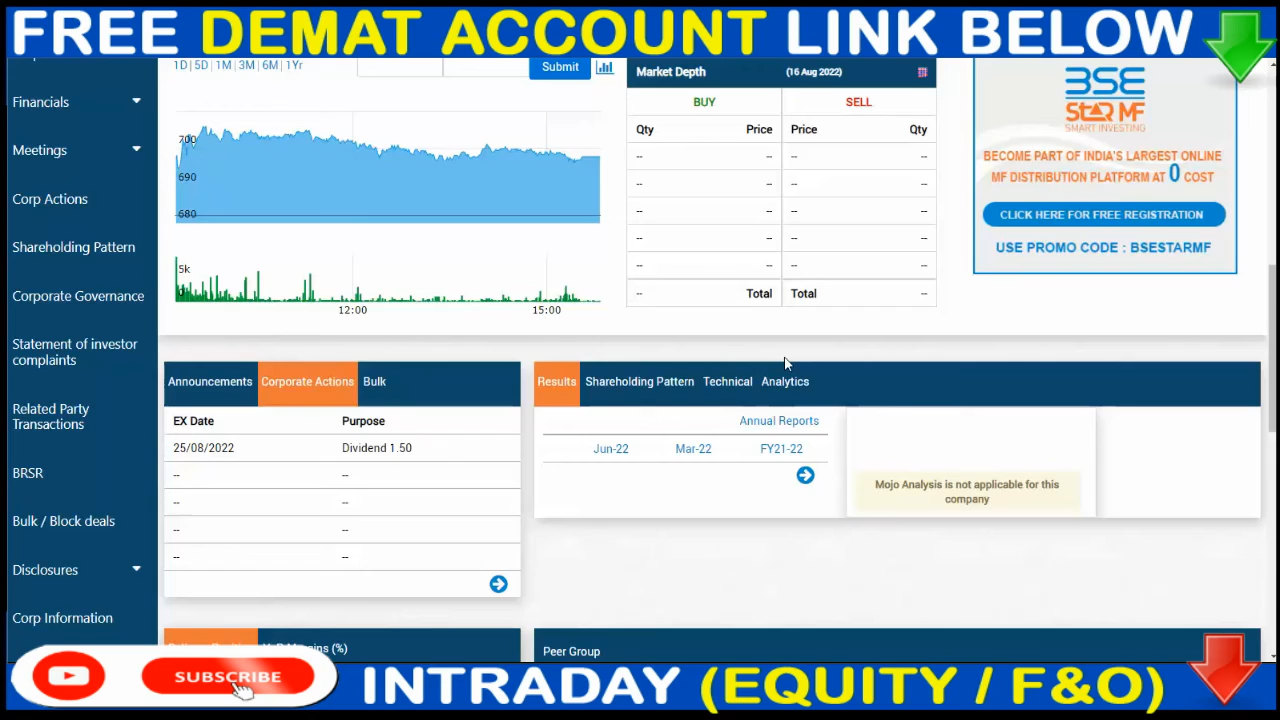 FREE DEMAT ACCOUNT LINK BELOW
1D | 5D | 1M | 3M | 6M | 1Yr
Submit
700
690
680
5k
12:00
15:00
Market Depth (16 Aug 2022)
BUY SELL
Qty Price Price Qty
-- -- -- --
-- -- -- --
-- -- -- --
-- -- -- --
-- -- -- --
-- Total Total --
BSE
STAR MF
SMART INVESTING
BECOME PART OF INDIA'S LARGEST ONLINE
MF DISTRIBUTION PLATFORM AT 0 COST
CLICK HERE FOR FREE REGISTRATION
USE PROMO CODE : BSESTARMF
Financials
Meetings
Corp Actions
Shareholding Pattern
Corporate Governance
Statement of investor
complaints
Related Party
Transactions
BRSR
Bulk / Block deals
Disclosures
Corp Information
Announcements Corporate Actions Bulk
EX Date Purpose
25/08/2022 Dividend 1.50
-- --
-- --
-- --
-- --
Results Shareholding Pattern Technical Analytics
Annual Reports
Jun-22 Mar-22 FY21-22
Mojo Analysis is not applicable for this
company
Peer Group
SUBSCRIBE
INTRADAY (EQUITY / F&O)